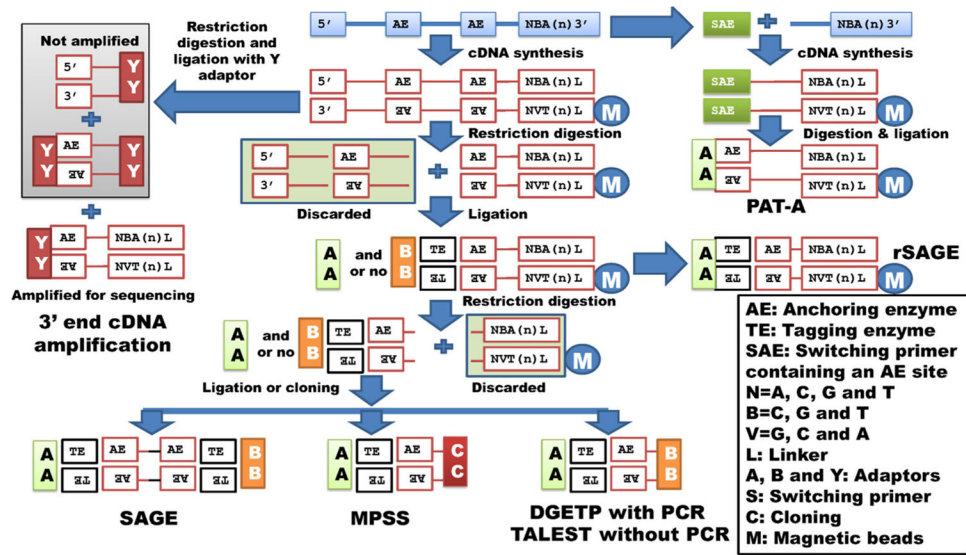 Not amplified
5′
3′
Y
Y
+
Y
Y
AE
AE
Y
Y
+
Y
Y
AE
NBA(n)L
AE
NVT(n)L
Amplified for sequencing
3’ end cDNA
amplification
Restriction
digestion and
ligation with Y
adaptor
5′
AE
AE
NBA(n)3′
cDNA synthesis
5′
AE
AE
NBA(n)L
3′
AE
AE
NVT(n)L
M
Restriction digestion
5′
AE
3′
AE
Discarded
+
AE
NBA(n)L
AE
NVT(n)L
M
Ligation
A
A
and
or no
B
B
TE
AE
NBA(n)L
TE
AE
NVT(n)L
M
Restriction digestion
A
A
and
or no
B
B
TE
AE
TE
AE
+
NBA(n)L
NVT(n)L
M
Discarded
Ligation or cloning
A
A
TE
AE
AE
TE
TE
AE
AE
TE
B
B
SAGE
A
A
TE
AE
TE
AE
C
C
MPSS
A
A
TE
AE
TE
AE
B
B
DGETP with PCR
TALEST without PCR
SAE
+
NBA(n)3′
cDNA synthesis
SAE
NBA(n)L
SAE
NVT(n)L
M
Digestion & ligation
A
A
AE
NBA(n)L
AE
NVT(n)L
M
PAT-A
A
A
TE
AE
NBA(n)L
TE
AE
NVT(n)L
M
rSAGE
AE: Anchoring enzyme
TE: Tagging enzyme
SAE: Switching primer
containing an AE site
N=A, C, G and T
B=C, G and T
V=G, C and A
L: Linker
A, B and Y: Adaptors
S: Switching primer
C: Cloning
M: Magnetic beads